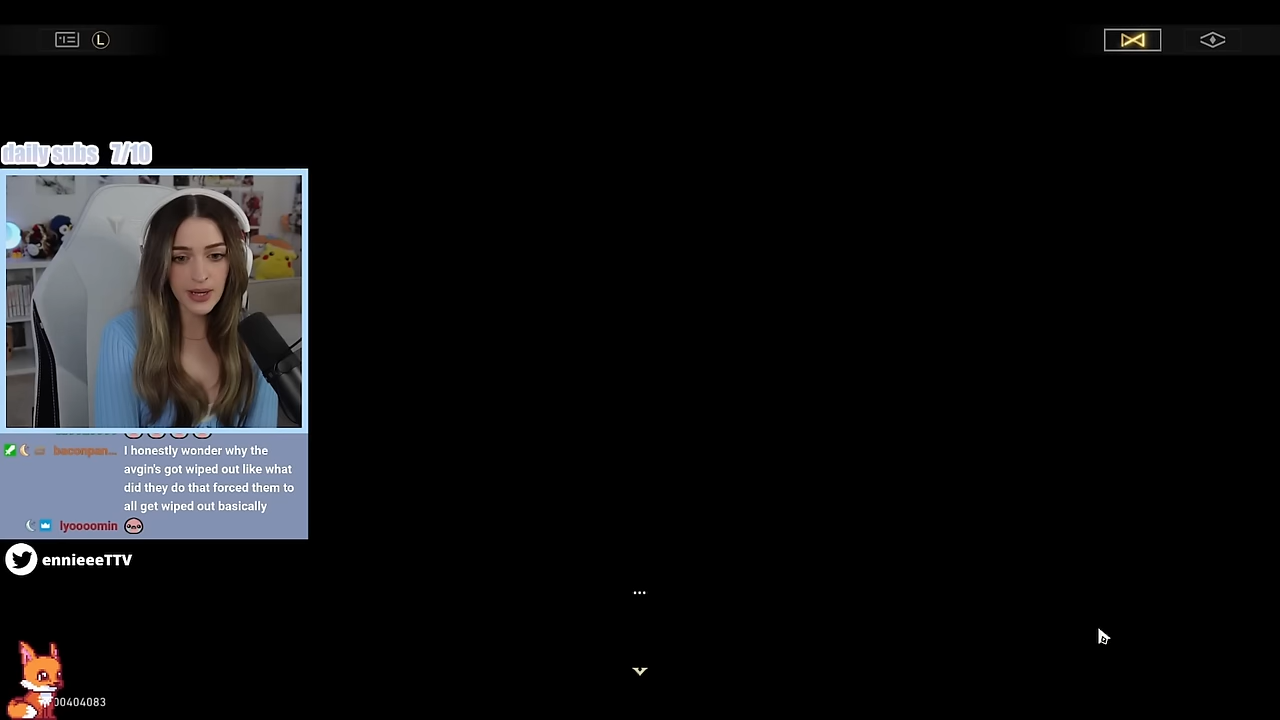 L
daily subs 7/10
baconpan... I honestly wonder why the
avgin's got wiped out like what
did they do that forced them to
all get wiped out basically
lyoooomin
ennieeeTTV
...
00404083